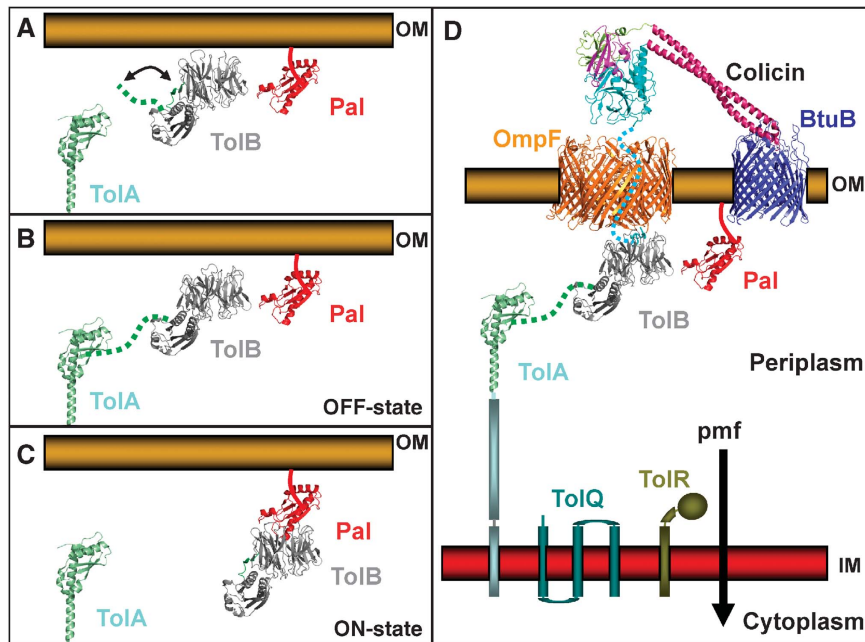 A
OM
Pal
TolB
TolA
B
OM
Pal
TolB
TolA
OFF-state
C
OM
Pal
TolB
TolA
ON-state
D
Colicin
OmpF
BtuB
OM
Pal
TolB
TolA
Periplasm
pmf
TolR
TolQ
IM
Cytoplasm